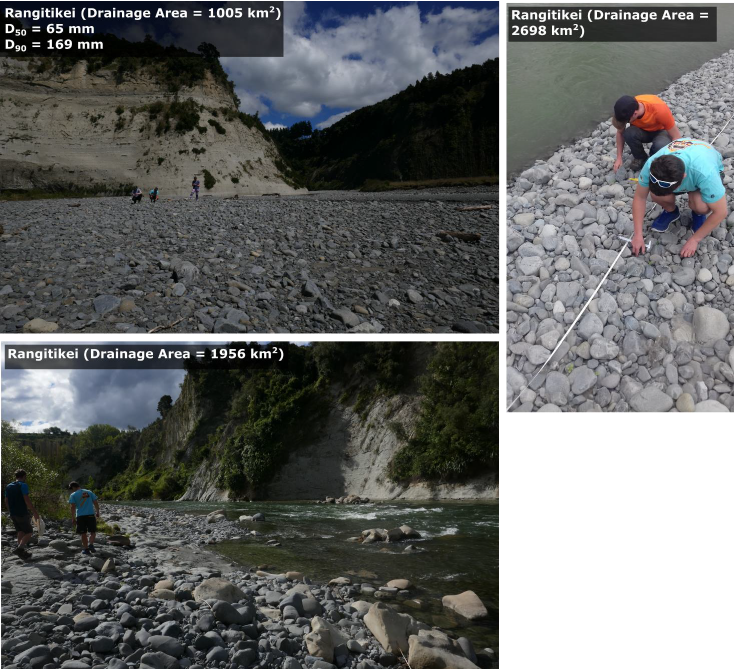 Rangitikei (Drainage Area = 1005 km²)
D₅₀ = 65 mm
D₉₀ = 169 mm
Rangitikei (Drainage Area =
2698 km²)
Rangitikei (Drainage Area = 1956 km²)